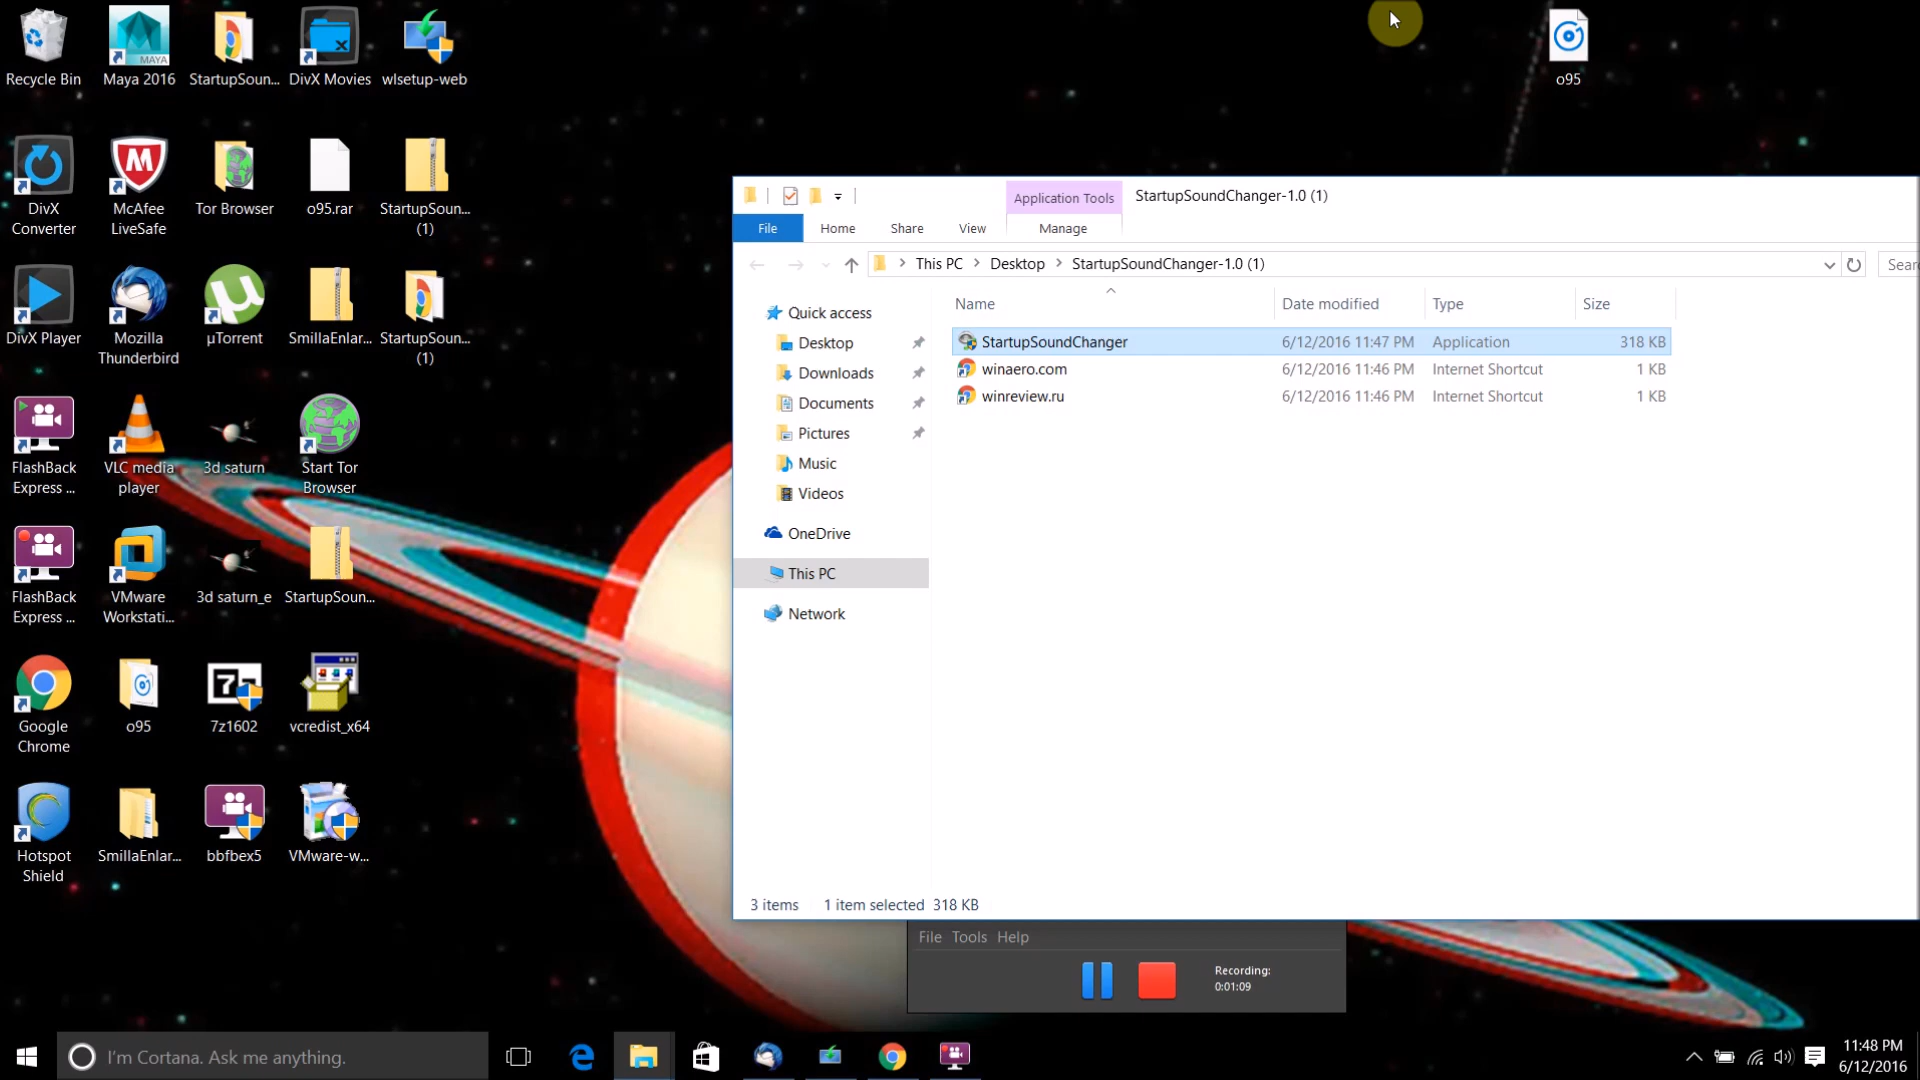 Recycle Bin
Maya 2016
StartupSoun...
DivX Movies
wlsetup-web
o95
DivX
Converter
McAfee
LiveSafe
Tor Browser
o95.rar
StartupSoun...
(1)
DivX Player
Mozilla
Thunderbird
µTorrent
SmillaEnlar...
StartupSoun...
(1)
FlashBack
Express ...
VLC media
player
3d saturn
Start Tor
Browser
FlashBack
Express ...
VMware
Workstati...
3d saturn_e
StartupSoun...
Google
Chrome
o95
7z1602
vcredist_x64
Hotspot
Shield
SmillaEnlar...
bbfbex5
VMware-w...
MAYA
Application Tools
StartupSoundChanger-1.0 (1)
File
Home
Share
View
Manage
This PC
Desktop
StartupSoundChanger-1.0 (1)
Sear
Quick access
Desktop
Downloads
Documents
Pictures
Music
Videos
OneDrive
This PC
Network
Name
Date modified
Type
Size
StartupSoundChanger 6/12/2016 11:47 PM Application 318 KB
winaero.com 6/12/2016 11:46 PM Internet Shortcut 1 KB
winreview.ru 6/12/2016 11:46 PM Internet Shortcut 1 KB
3 items 1 item selected 318 KB
File Tools Help
Recording:
0:01:09
I'm Cortana. Ask me anything.
11:48 PM
6/12/2016